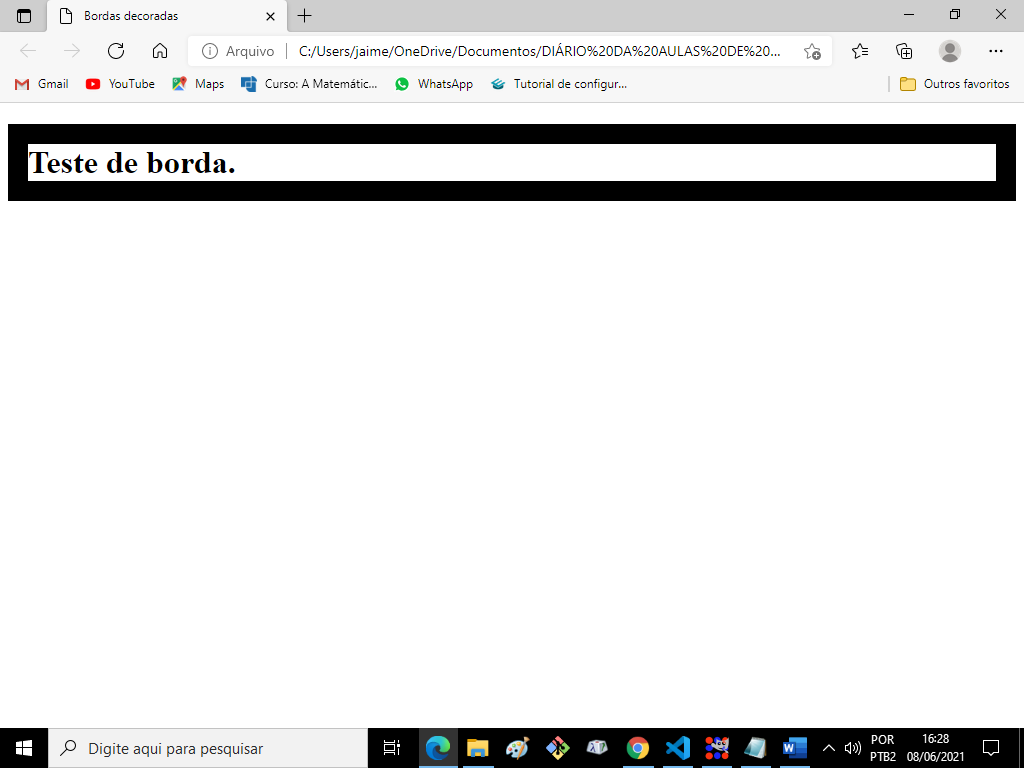 Bordas decoradas
Arquivo C:/Users/jaime/OneDrive/Documentos/DIÁRIO%20DA%20AULAS%20DE%20...
Gmail YouTube Maps Curso: A Matemátic... WhatsApp Tutorial de configur... Outros favoritos
Teste de borda.
Digite aqui para pesquisar
POR 16:28
PTB2 08/06/2021